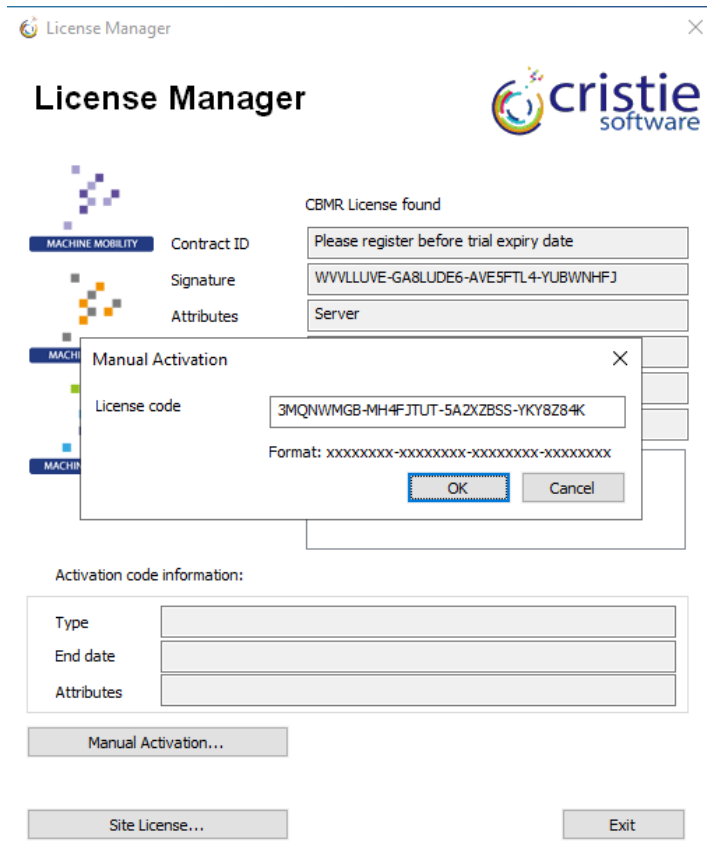 License Manager
License Manager
cristie
software
CBMR License found
MACHINE MOBILITY
Contract ID
Please register before trial expiry date
Signature
WVVLLUVE-GA8LUDE6-AVE5FTL4-YUBWNHFJ
Attributes
Server
Manual Activation
License code
3MQNWMGB-MH4FJTUT-5A2XZBSS-YKY8Z84K
Format: xxxxxxxx-xxxxxxxx-xxxxxxxx-xxxxxxxx
OK
Cancel
Activation code information:
Type
End date
Attributes
Manual Activation...
Site License...
Exit